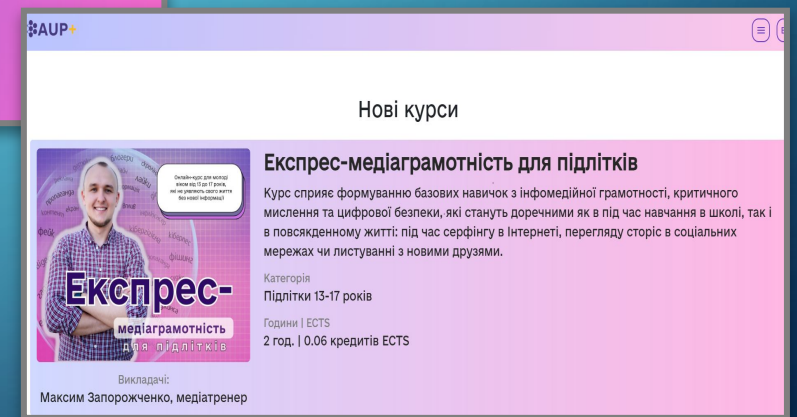 AUP+
Нові курси
Онлайн-курс для молоді
віком від 13 до 17 років,
які не уявляють свого життя
без нової інформації
Експрес-
медіаграмотність
для підлітків
Викладачі:
Максим Запорожченко, медіатренер
Експрес-медіаграмотність для підлітків
Курс сприяє формуванню базових навичок з інфомедійної грамотності, критичного
мислення та цифрової безпеки, які стануть доречними як в під час навчання в школі, так і
в повсякденному житті: під час серфінгу в Інтернеті, перегляду сторіс в соціальних
мережах чи листуванні з новими друзями.
Категорія
Підлітки 13-17 років
Години | ECTS
2 год. | 0.06 кредитів ECTS